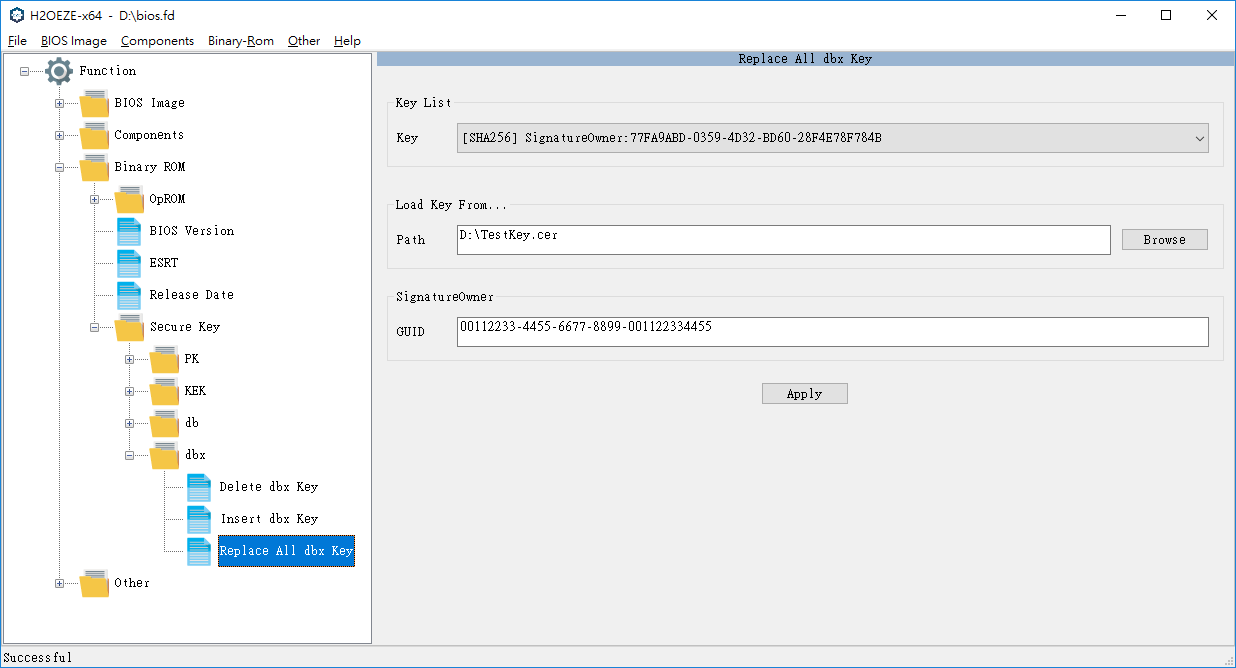 H2OEZE-x64 - D:\bios.fd
File BIOS Image Components Binary-Rom Other Help
Function
BIOS Image
Components
Binary ROM
OpROM
BIOS Version
ESRT
Release Date
Secure Key
PK
KEK
db
dbx
Delete dbx Key
Insert dbx Key
Replace All dbx Key
Other
Replace All dbx Key
Key List
Key [SHA256] SignatureOwner:77FA9ABD-0359-4D32-BD60-28F4E78F784B
Load Key From...
Path D:\TestKey.cer Browse
SignatureOwner
GUID 00112233-4455-6677-8899-001122334455
Apply
Successful